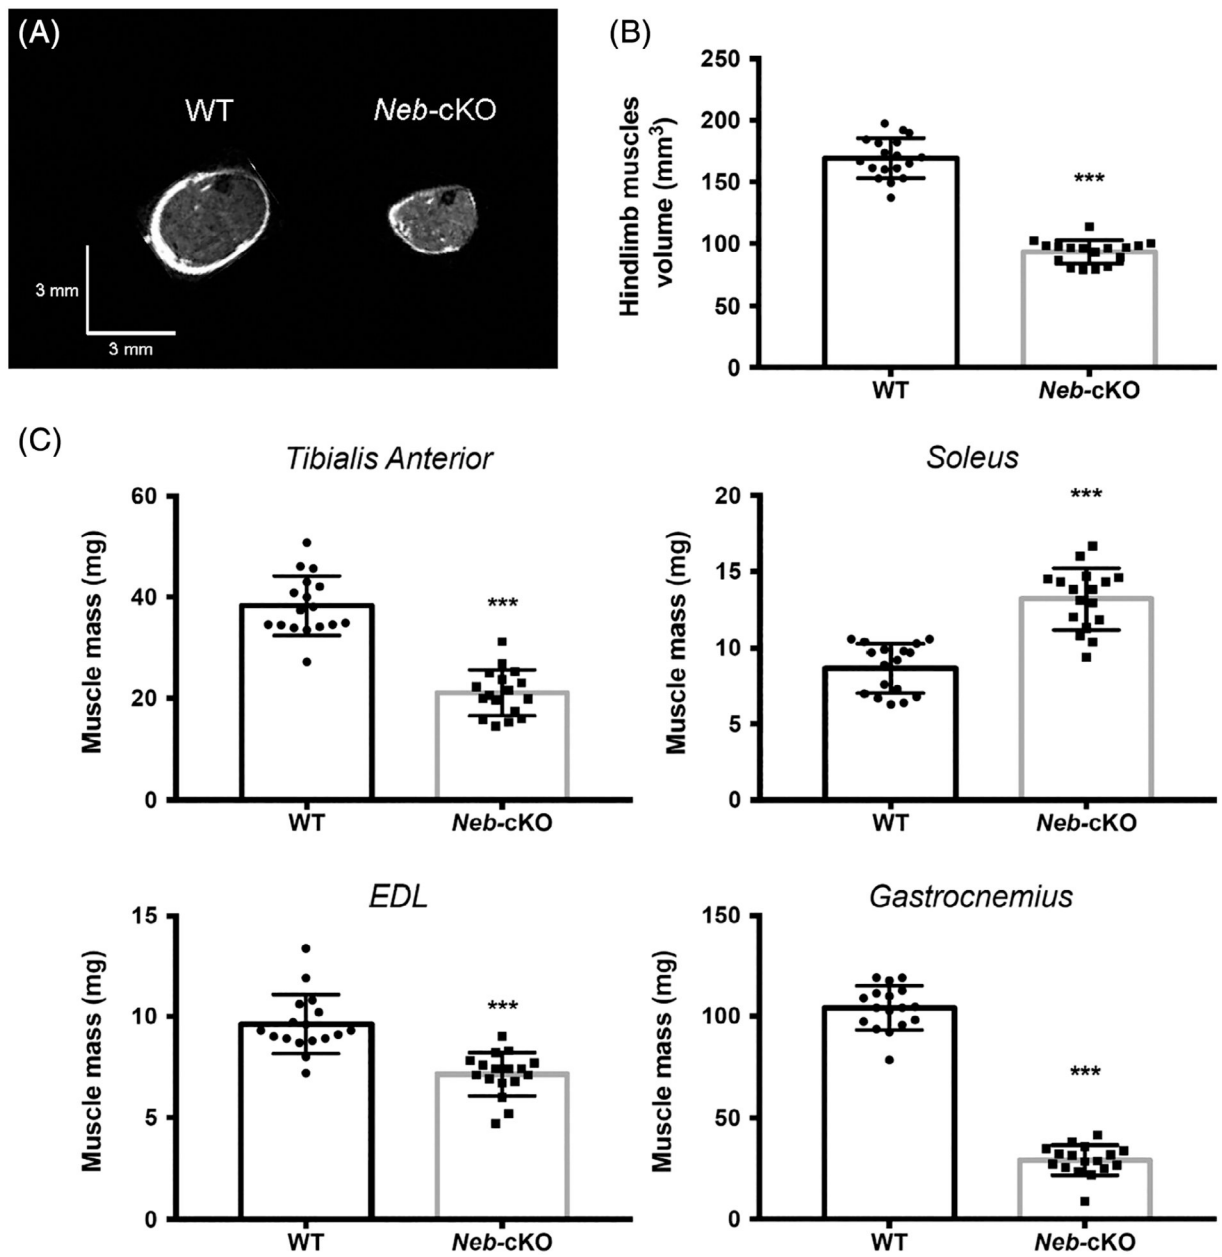 (A)
WT
Neb-cKO
3 mm
3 mm
(B)
Hindlimb muscles
volume (mm³)
250
200
150
100
50
0
***
WT
Neb-cKO
(C)
Tibialis Anterior
Muscle mass (mg)
60
40
20
0
***
WT
Neb-cKO
Soleus
Muscle mass (mg)
20
15
10
5
0
***
WT
Neb-cKO
EDL
Muscle mass (mg)
15
10
5
0
***
WT
Neb-cKO
Gastrocnemius
Muscle mass (mg)
150
100
50
0
***
WT
Neb-cKO